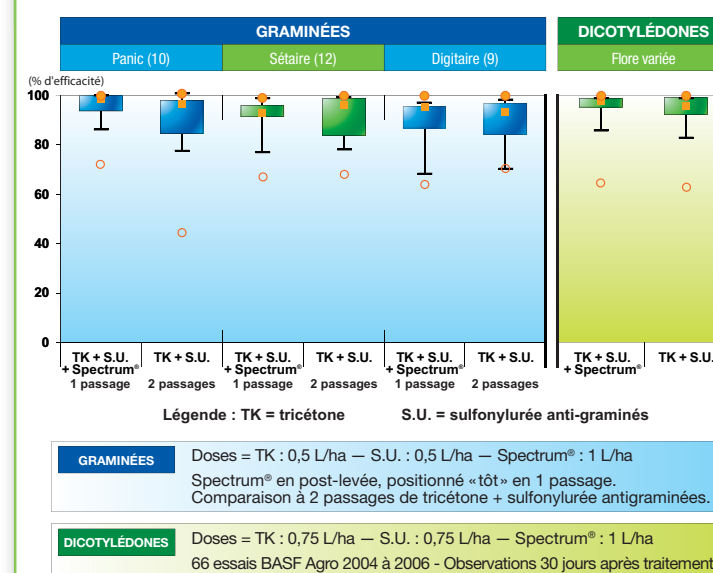 GRAMINÉES DICOTYLÉDONES
Panic (10) Sétaire (12) Digitaire (9) Flore variée
(% d'efficacité)
100
80
60
40
20
0
TK + S.U. TK + S.U. TK + S.U. TK + S.U. TK + S.U. TK + S.U. TK + S.U. TK + S.U.
+ Spectrum® + Spectrum® + Spectrum® + Spectrum®
1 passage 2 passages 1 passage 2 passages 1 passage 2 passages
Légende : TK = tricétone S.U. = sulfonylurée anti-graminés
GRAMINÉES Doses = TK : 0,5 L/ha — S.U. : 0,5 L/ha — Spectrum® : 1 L/ha
Spectrum® en post-levée, positionné «tôt» en 1 passage.
Comparaison à 2 passages de tricétone + sulfonylurée antigraminées.
DICOTYLÉDONES Doses = TK : 0,75 L/ha — S.U. : 0,75 L/ha — Spectrum® : 1 L/ha
66 essais BASF Agro 2004 à 2006 - Observations 30 jours après traitement